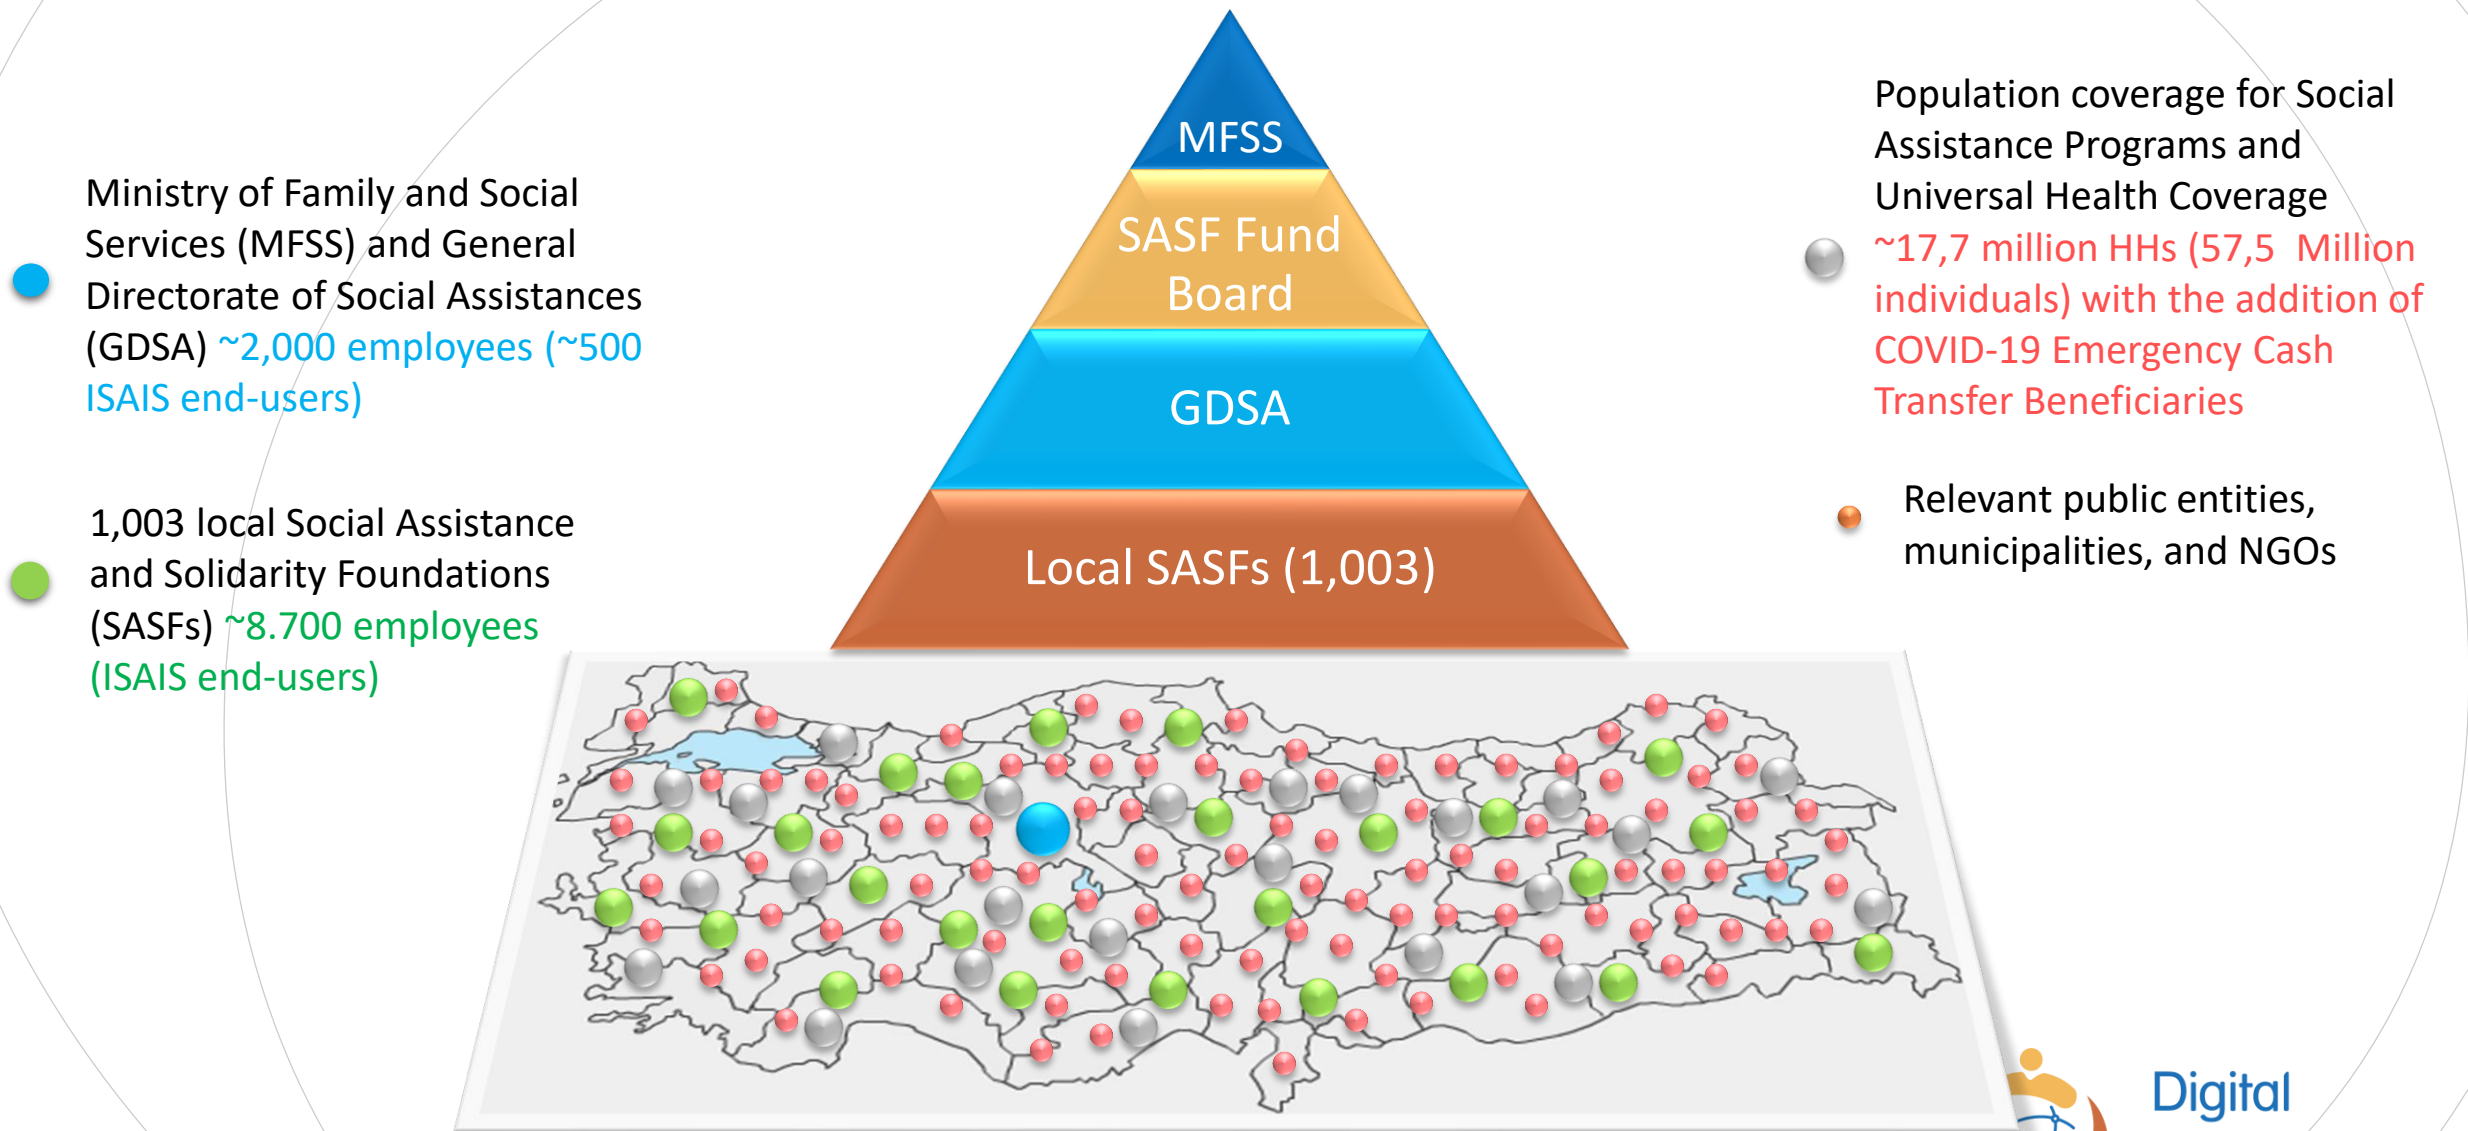 Ministry of Family and Social
Services (MFSS) and General
Directorate of Social Assistances
(GDSA) ~2,000 employees (~500
ISAIS end-users)
1,003 local Social Assistance
and Solidarity Foundations
(SASFs) ~8.700 employees
(ISAIS end-users)
MFSS
SASF Fund
Board
GDSA
Local SASFs (1,003)
Population coverage for Social
Assistance Programs and
Universal Health Coverage
~17,7 million HHs (57,5  Million
individuals) with the addition of
COVID-19 Emergency Cash
Transfer Beneficiaries
Relevant public entities,
municipalities, and NGOs
Digital